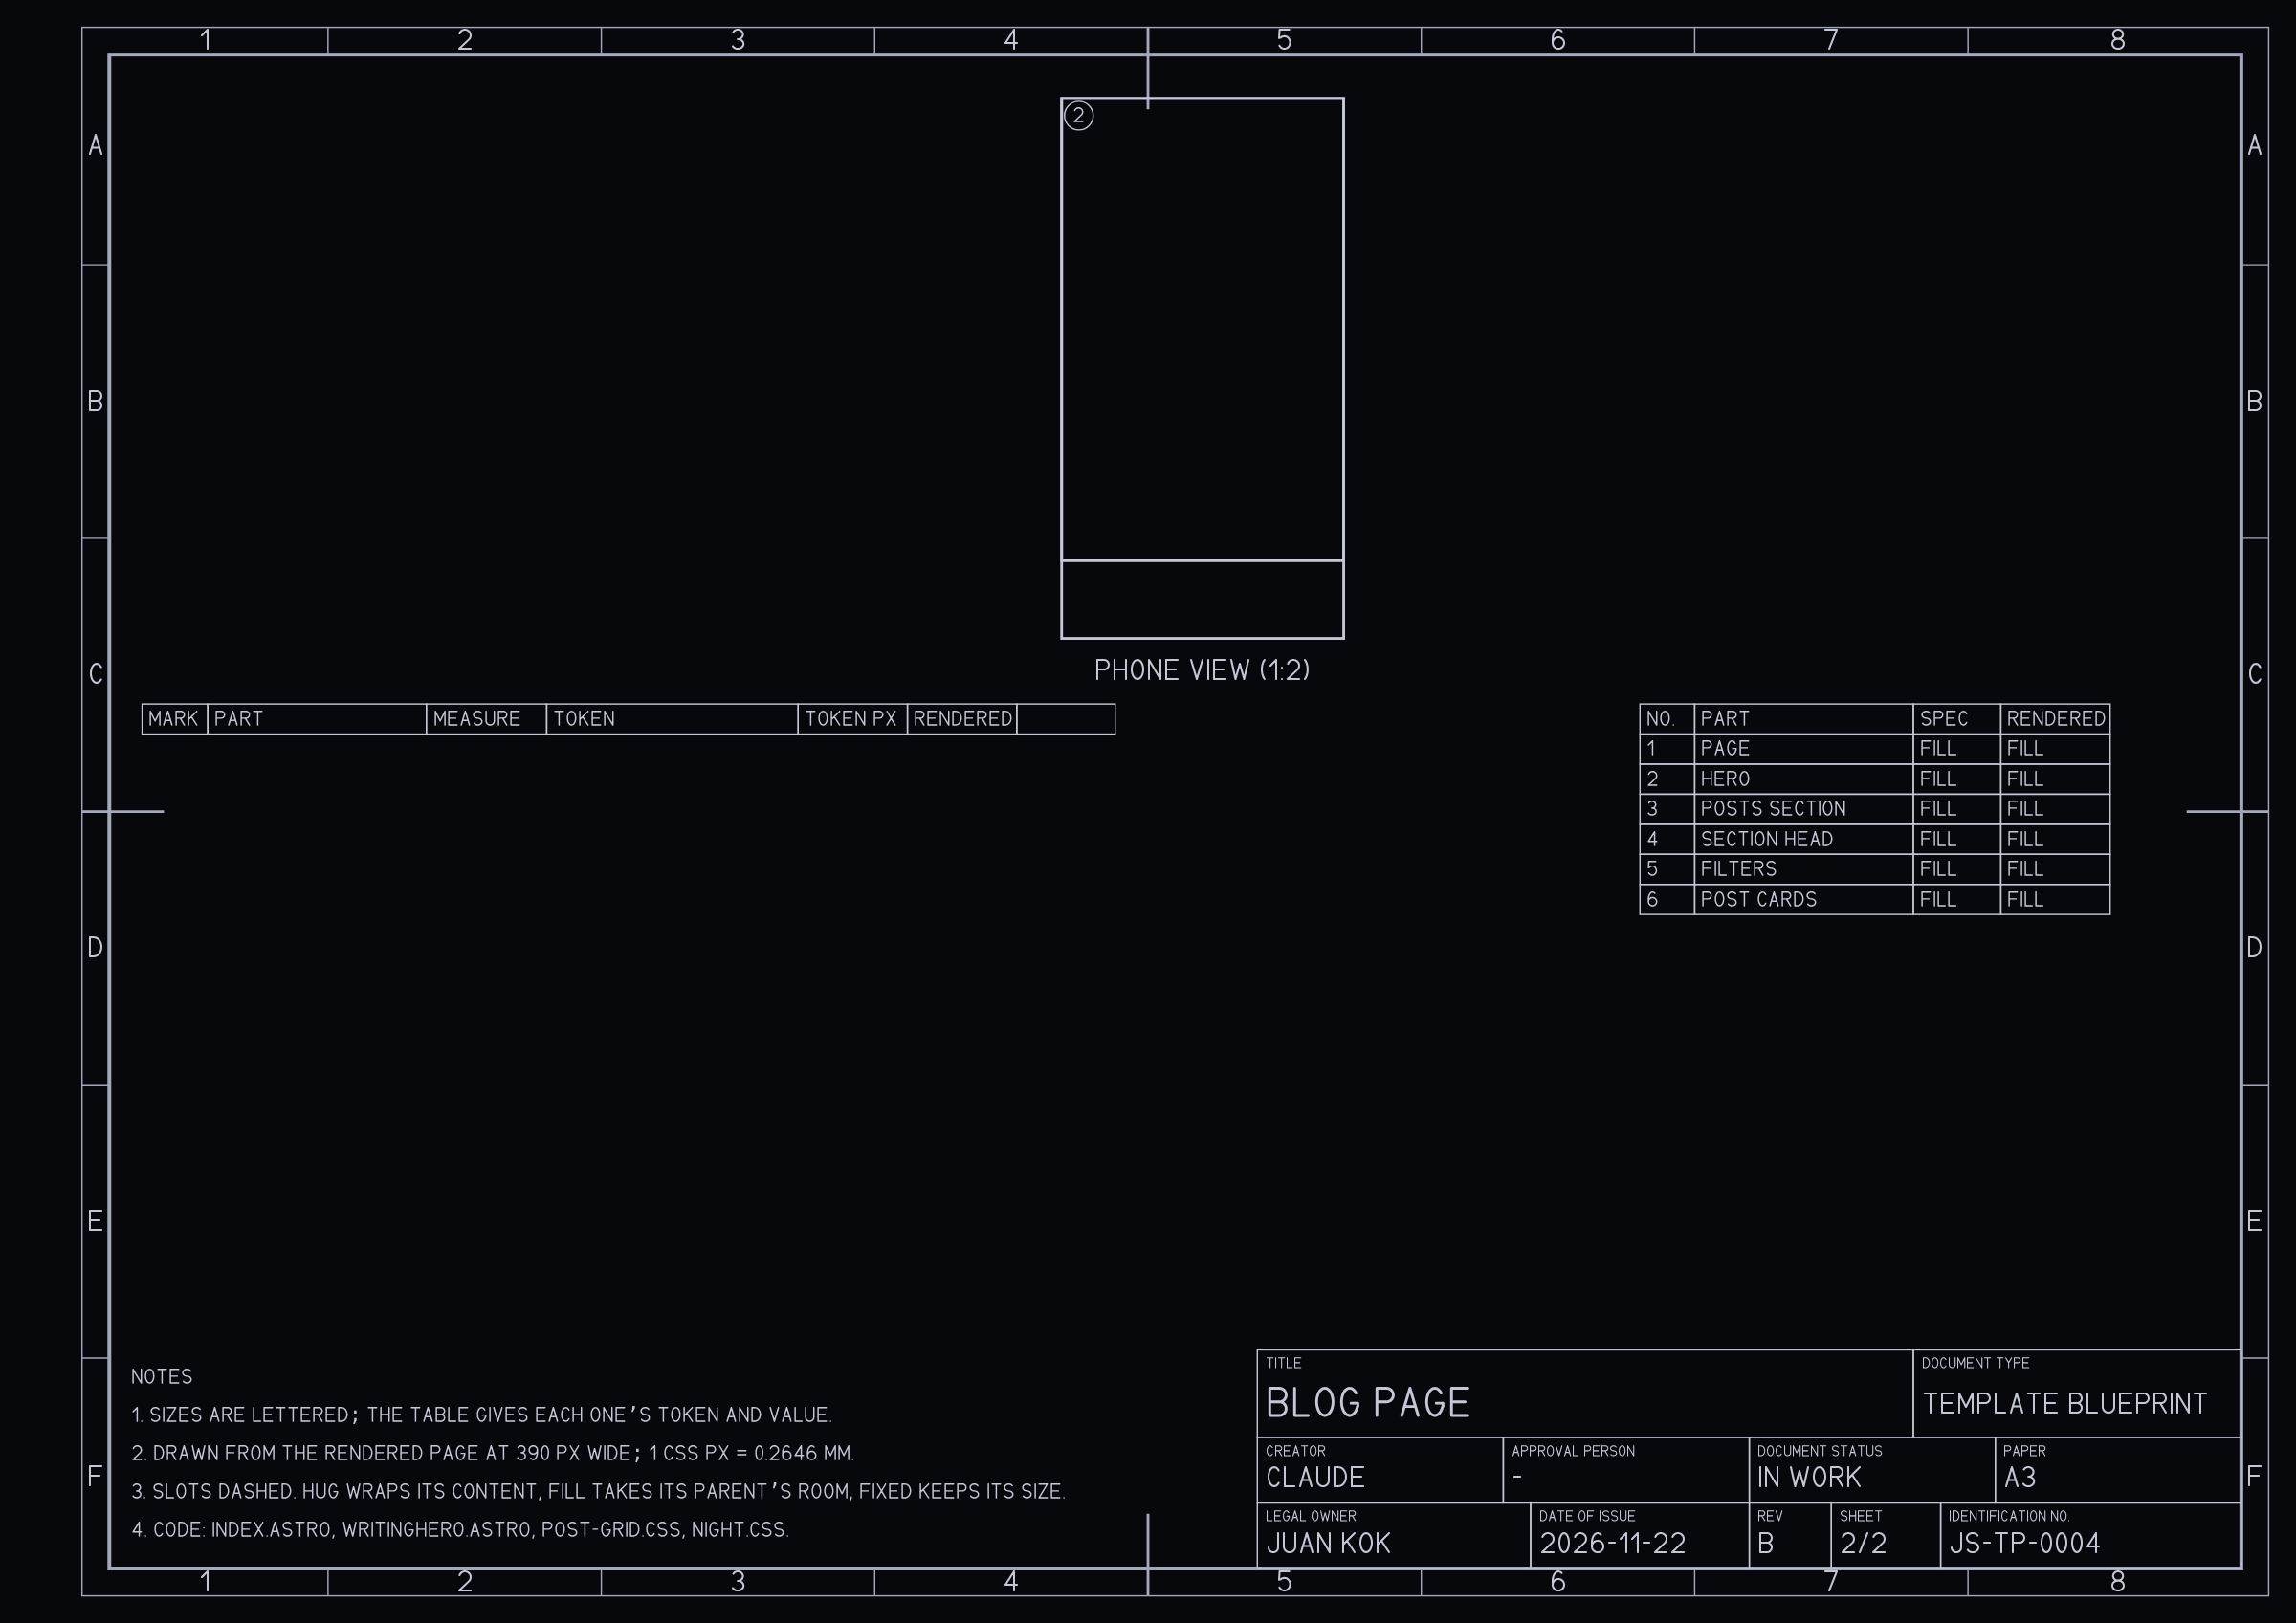 1 2 3 4 5 6 7 8
A A
2
B B
C C
PHONE VIEW (1:2)
MARK PART MEASURE TOKEN TOKEN PX RENDERED
NO. PART SPEC RENDERED
1 PAGE FILL FILL
2 HERO FILL FILL
3 POSTS SECTION FILL FILL
4 SECTION HEAD FILL FILL
5 FILTERS FILL FILL
6 POST CARDS FILL FILL
D D
E E
NOTES
1. SIZES ARE LETTERED; THE TABLE GIVES EACH ONE'S TOKEN AND VALUE.
2. DRAWN FROM THE RENDERED PAGE AT 390 PX WIDE; 1 CSS PX = 0.2646 MM.
3. SLOTS DASHED. HUG WRAPS ITS CONTENT, FILL TAKES ITS PARENT'S ROOM, FIXED KEEPS ITS SIZE.
4. CODE: INDEX.ASTRO, WRITINGHERO.ASTRO, POST-GRID.CSS, NIGHT.CSS.
TITLE DOCUMENT TYPE
BLOG PAGE TEMPLATE BLUEPRINT
CREATOR APPROVAL PERSON DOCUMENT STATUS PAPER
CLAUDE - IN WORK A3
F F
LEGAL OWNER DATE OF ISSUE REV SHEET IDENTIFICATION NO.
JUAN KOK 2026-11-22 B 2/2 JS-TP-0004
1 2 3 4 5 6 7 8